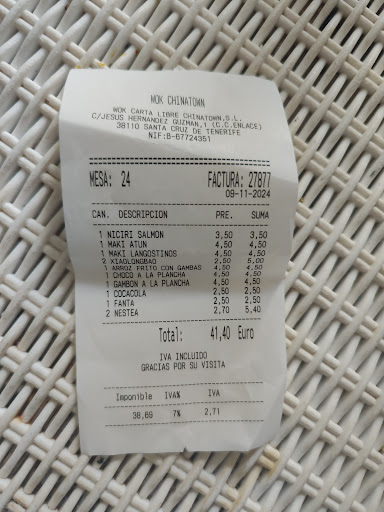 WOK CHINATOWN
WOK CARTA LIBRE CHINATOWN,S.L.
C/JESUS HERNANDEZ GUZMAN,1 (C.C.ENLACE)
38110 SANTA CRUZ DE TENERIFE
NIF:B-67724351
MESA: 24 FACTURA: 27877
09-11-2024
CAN. DESCRIPCION PRE. SUMA
1 NICIRI SALMON 3,50 3,50
1 MAKI ATUN 4,50 4,50
1 MAKI LANGOSTINOS 4,50 4,50
2 XIAOLONGBAO 2,50 5,00
1 ARROZ FRITO CON GAMBAS 4,50 4,50
1 CHOCO A LA PLANCHA 4,50 4,50
1 GAMBON A LA PLANCHA 4,50 4,50
1 COCACOLA 2,50 2,50
1 FANTA 2,50 2,50
2 NESTEA 2,70 5,40
Total: 41,40 Euro
IVA INCLUIDO
GRACIAS POR SU VISITA
Imponible IVA% IVA
38,69 7% 2,71